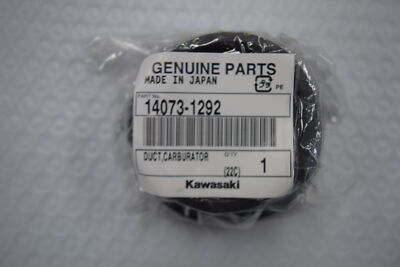 GENUINE PARTS
MADE IN JAPAN
PE
PART No.
14073-1292
DUCT,CARBURATOR
Q'TY
(22C)
1
Kawasaki